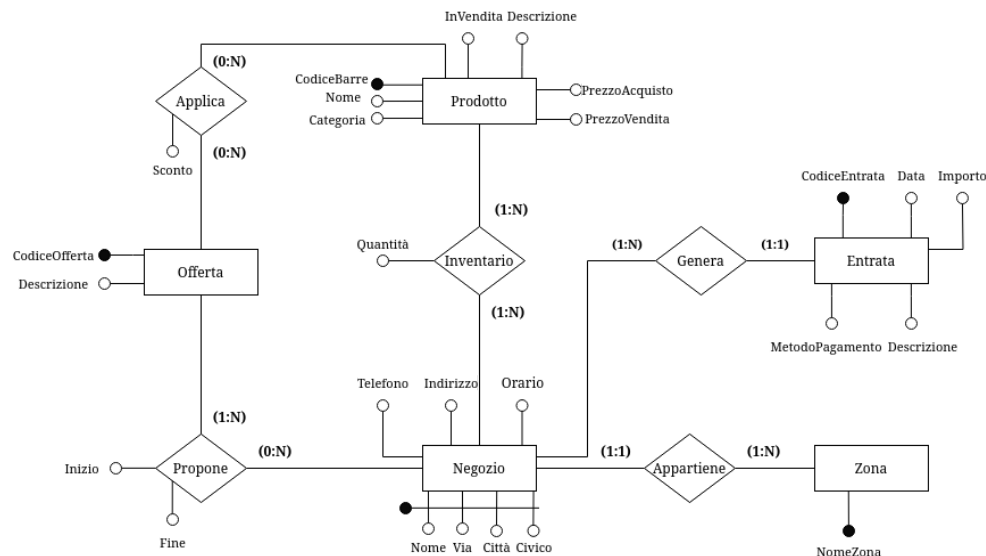 InVendita Descrizione
(0:N)
CodiceBarre
Nome
Categoria
Prodotto
PrezzoAcquisto
PrezzoVendita
Applica
(0:N)
Sconto
CodiceEntrata Data Importo
(1:N)
Quantità
Inventario
(1:N) Genera (1:1)
Entrata
CodiceOfferta
Descrizione
Offerta
(1:N)
MetodoPagamento Descrizione
Telefono Indirizzo Orario
(1:N)
Inizio
Propone
(0:N)
Negozio
(1:1)
Appartiene
(1:N)
Zona
Fine
Nome Via Città Civico
NomeZona